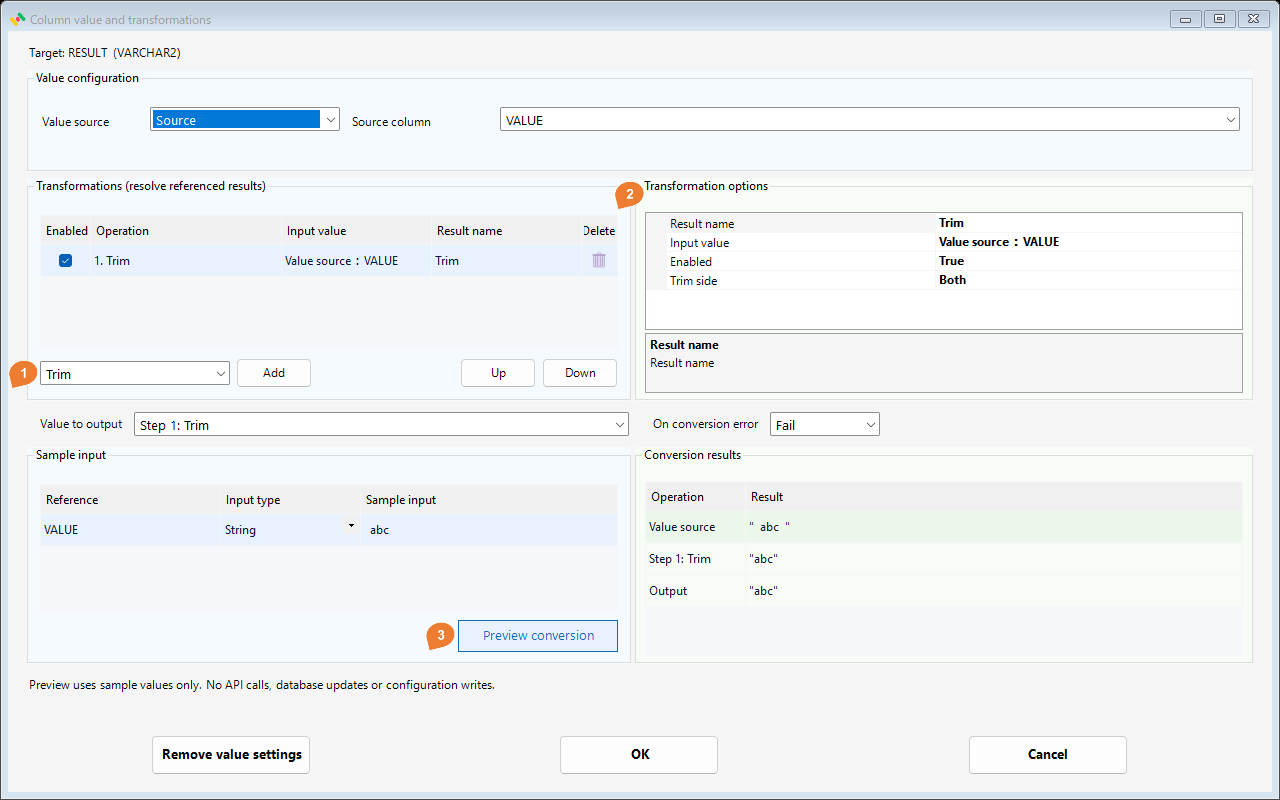 Column value and transformations
Target: RESULT (VARCHAR2)
Value configuration
Value source
Source
Source column
VALUE
Transformations (resolve referenced results)
Enabled Operation Input value Result name Delete
1. Trim Value source : VALUE Trim
1
Trim
Add
Up
Down
2
Transformation options
Result name Trim
Input value Value source : VALUE
Enabled True
Trim side Both
Result name
Result name
Value to output
Step 1: Trim
On conversion error
Fail
Sample input
Reference Input type Sample input
VALUE String abc
3
Preview conversion
Conversion results
Operation Result
Value source "  abc  "
Step 1: Trim "abc"
Output "abc"
Preview uses sample values only. No API calls, database updates or configuration writes.
Remove value settings
OK
Cancel